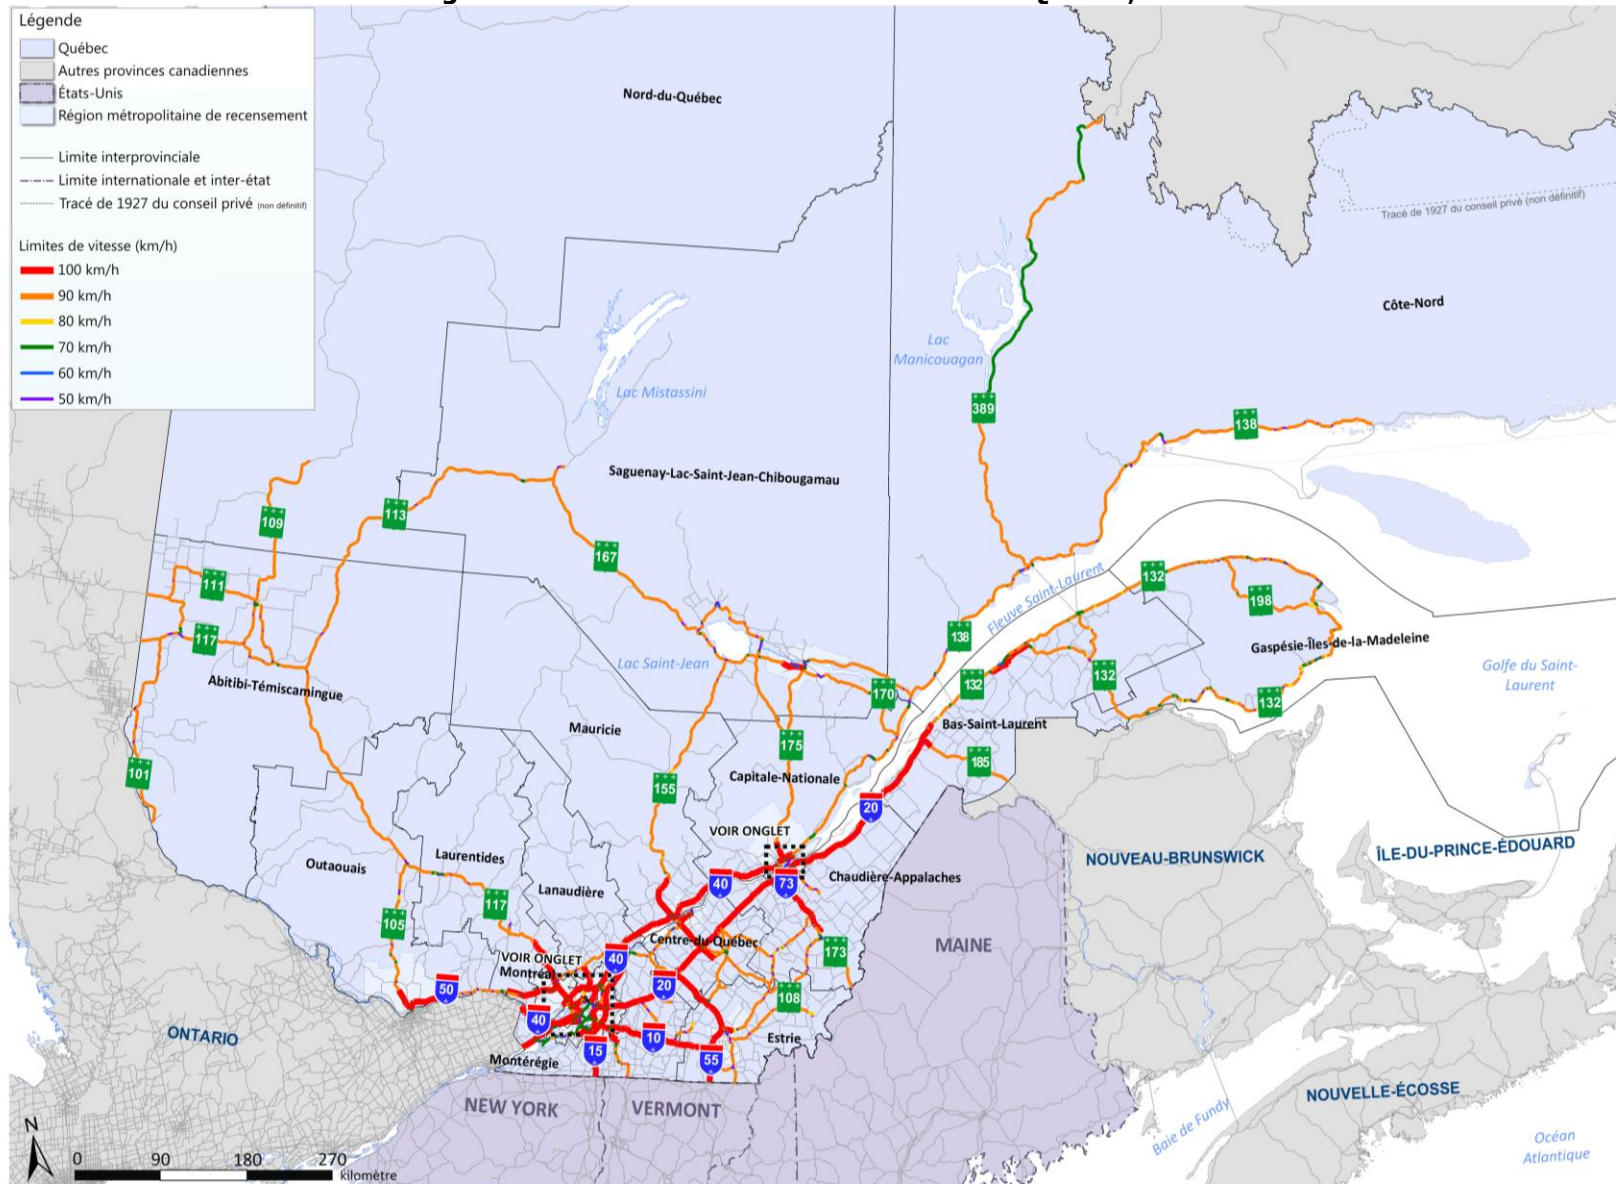 Légende
Québec
Autres provinces canadiennes
États-Unis
Région métropolitaine de recensement
Limite interprovinciale
Limite internationale et inter-état
Tracé de 1927 du conseil privé (non définitif)
Limites de vitesse (km/h)
100 km/h
90 km/h
80 km/h
70 km/h
60 km/h
50 km/h
Nord-du-Québec
Tracé de 1927 du conseil privé (non définitif)
Côte-Nord
Lac
Manicouagan
Lac Mistassini
389
138
Saguenay-Lac-Saint-Jean-Chibougamau
113
109
167
111
132
Fleuve Saint-Laurent
198
117
138
Gaspésie-Îles-de-la-Madeleine
Lac Saint-Jean
Golfe du Saint-
Laurent
Abitibi-Témiscamingue
170
132
132
132
Mauricie
Bas-Saint-Laurent
175
185
101
Capitale-Nationale
155
20
VOIR ONGLET
ÎLE-DU-PRINCE-ÉDOUARD
NOUVEAU-BRUNSWICK
Laurentides
Outaouais
Lanaudière
40
73
Chaudière-Appalaches
117
105
Centre-du-Québec
MAINE
173
VOIR ONGLET
40
Montréal
50
20
108
40
ONTARIO
10
Estrie
15
55
Montérégie
NOUVELLE-ÉCOSSE
NEW YORK
VERMONT
Baie de Fundy
Océan
Atlantique
N
0 90 180 270
kilomètre